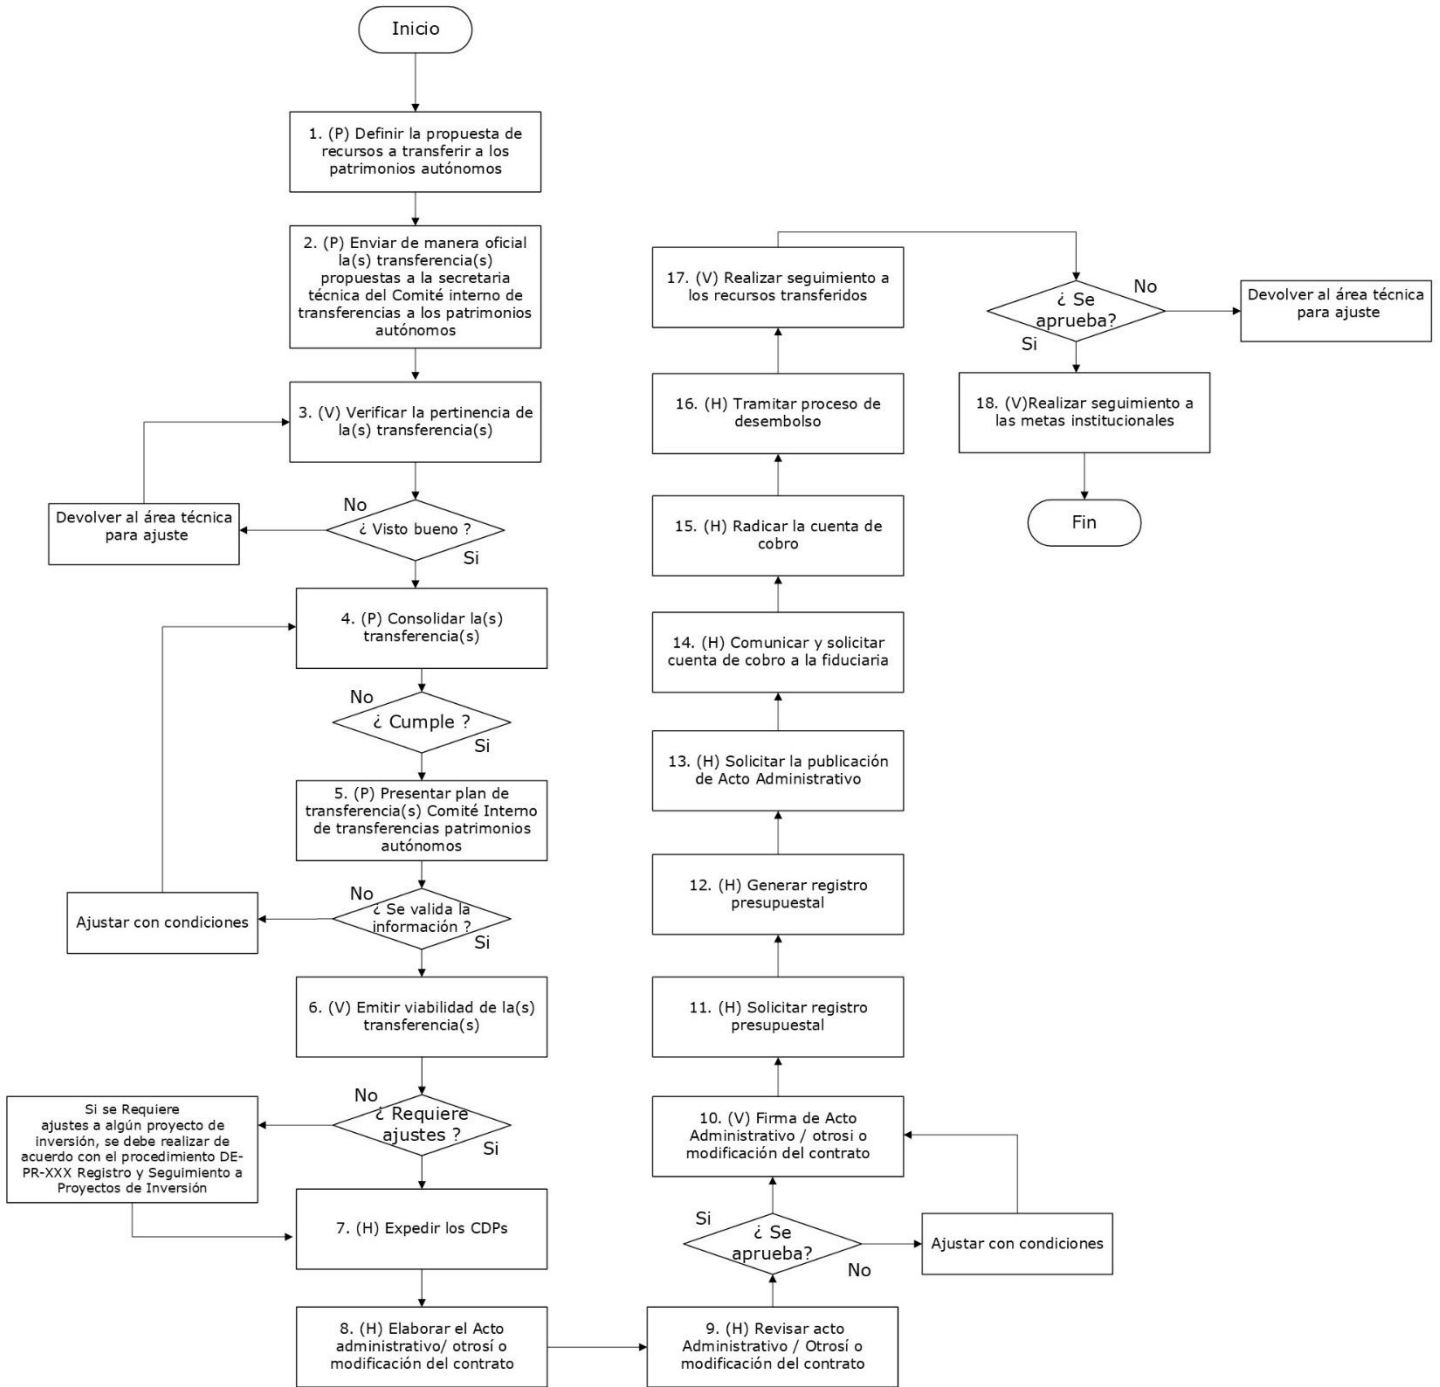 Inicio
1. (P) Definir la propuesta de
recursos a transferir a los
patrimonios autónomos
2. (P) Enviar de manera oficial
la(s) transferencia(s)
propuestas a la secretaria
técnica del Comité interno de
transferencias a los patrimonios
autónomos
3. (V) Verificar la pertinencia de
la(s) transferencia(s)
No
¿ Visto bueno ?
Si
Devolver al área técnica
para ajuste
4. (P) Consolidar la(s)
transferencia(s)
No
¿ Cumple ?
Si
5. (P) Presentar plan de
transferencia(s) Comité Interno
de transferencias patrimonios
autónomos
No
¿ Se valida la
información ?
Si
Ajustar con condiciones
6. (V) Emitir viabilidad de la(s)
transferencia(s)
No
¿ Requiere
ajustes ?
Si
Si se Requiere
ajustes a algún proyecto de
inversión, se debe realizar de
acuerdo con el procedimiento DE-
PR-XXX Registro y Seguimiento a
Proyectos de Inversión
7. (H) Expedir los CDPs
8. (H) Elaborar el Acto
administrativo/ otrosí o
modificación del contrato
9. (H) Revisar acto
Administrativo / Otrosí o
modificación del contrato
Si
¿ Se
aprueba?
No
Ajustar con condiciones
10. (V) Firma de Acto
Administrativo / otrosi o
modificación del contrato
11. (H) Solicitar registro
presupuestal
12. (H) Generar registro
presupuestal
13. (H) Solicitar la publicación
de Acto Administrativo
14. (H) Comunicar y solicitar
cuenta de cobro a la fiduciaria
15. (H) Radicar la cuenta de
cobro
16. (H) Tramitar proceso de
desembolso
17. (V) Realizar seguimiento a
los recursos transferidos
¿ Se
aprueba?
No
Si
Devolver al área técnica
para ajuste
18. (V)Realizar seguimiento a
las metas institucionales
Fin